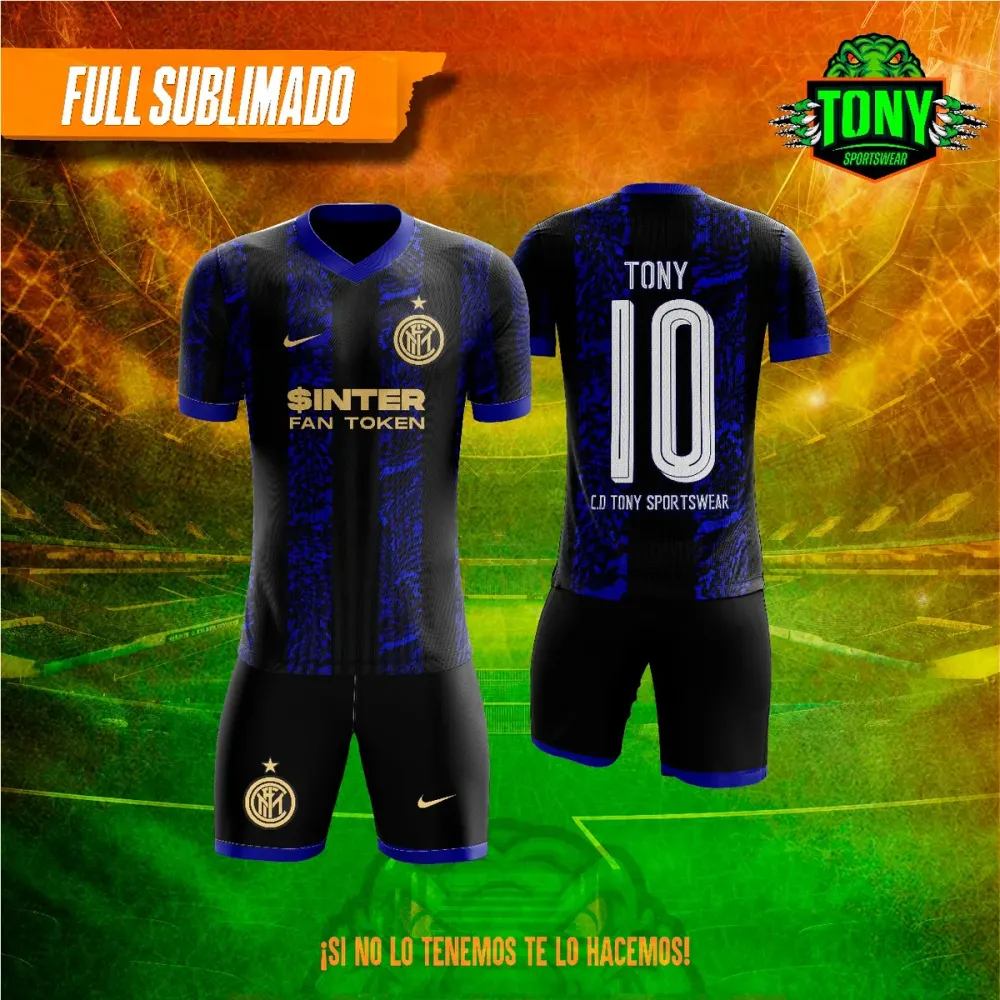 FULL SUBLIMADO
TONY
SPORTSWEAR
$INTER
FAN TOKEN
TONY
10
C.D TONY SPORTSWEAR
¡SI NO LO TENEMOS TE LO HACEMOS!